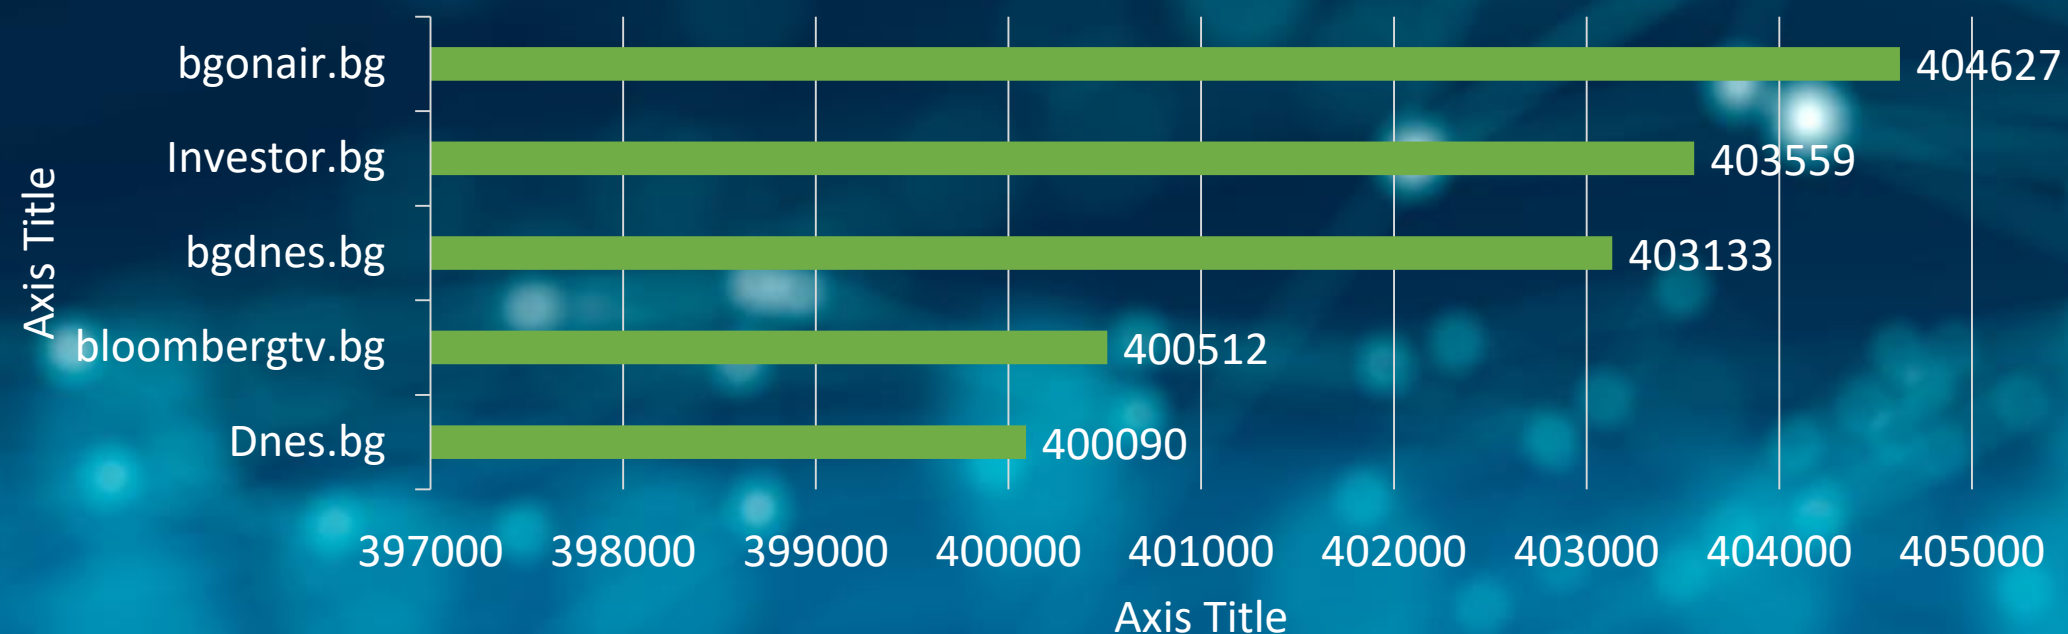 Axis Title
bgonair.bg 404627
Investor.bg 403559
bgdnes.bg 403133
bloombergtv.bg 400512
Dnes.bg 400090
397000 398000 399000 400000 401000 402000 403000 404000 405000
Axis Title